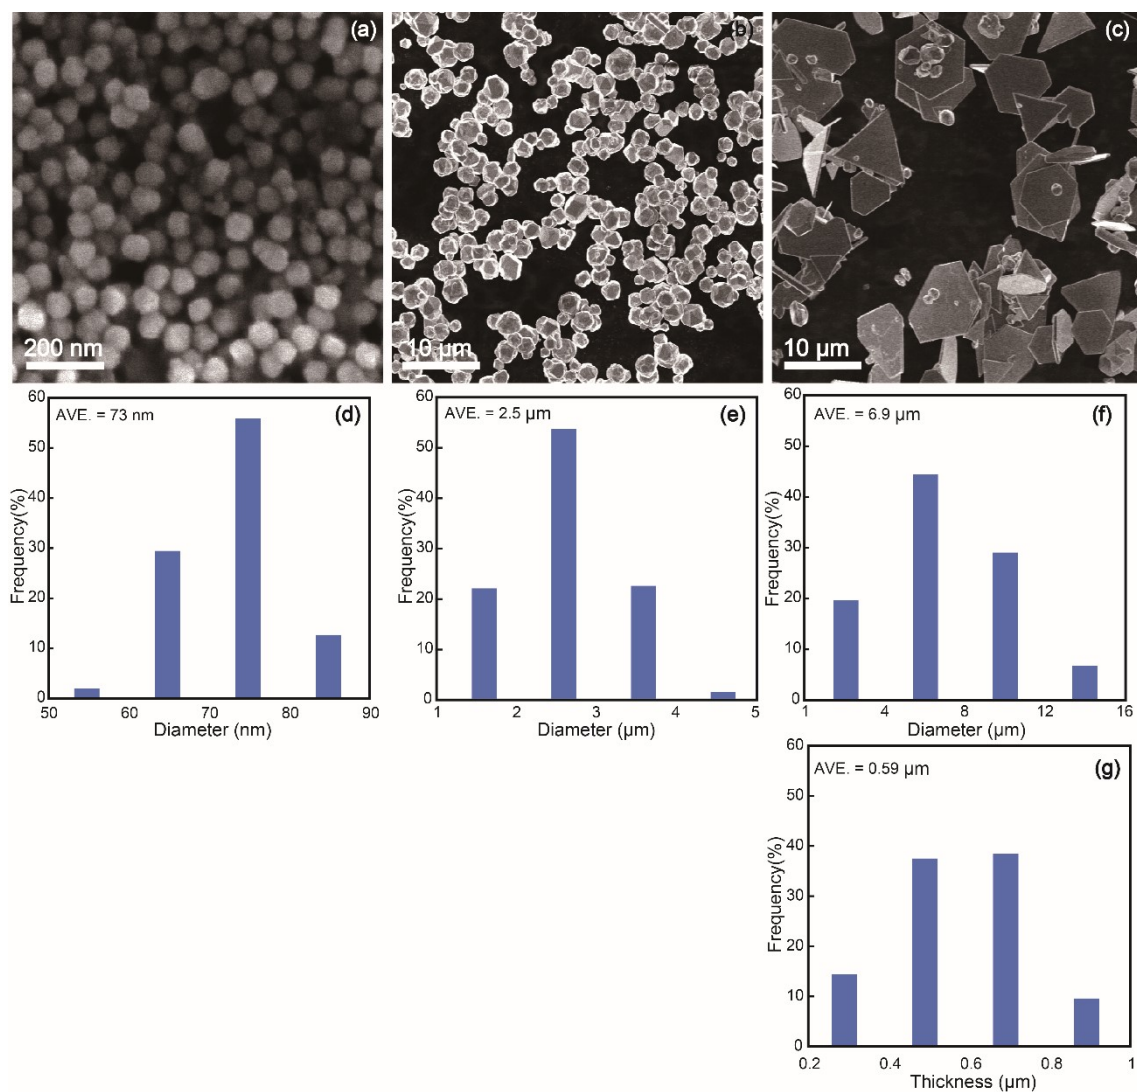 (a)
200 nm
b)
10 µm
(c)
10 µm
AVE. = 73 nm
(d)
60
50
40
30
20
10
0
Frequency(%)
50 60 70 80 90
Diameter (nm)
AVE. = 2.5 µm
(e)
60
50
40
30
20
10
0
Frequency(%)
1 2 3 4 5
Diameter (µm)
AVE. = 6.9 µm
(f)
60
50
40
30
20
10
0
Frequency(%)
1 4 8 12 16
Diameter (µm)
AVE. = 0.59 µm
(g)
60
50
40
30
20
10
0
Frequency(%)
0.2 0.4 0.6 0.8 1
Thickness (µm)